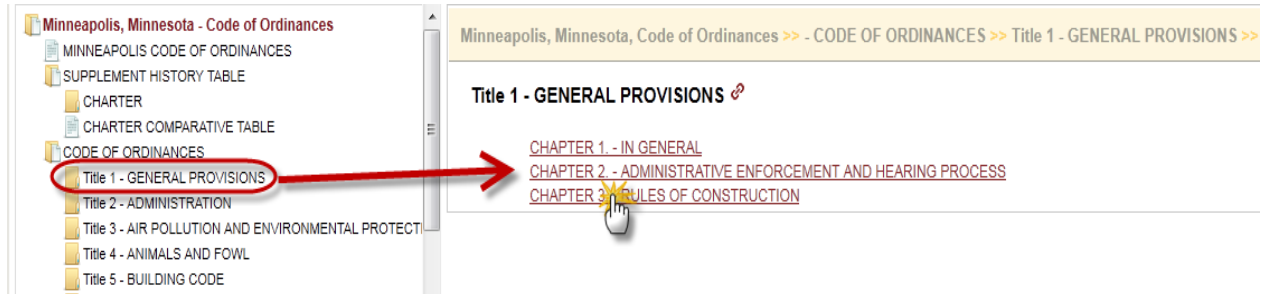 Minneapolis, Minnesota - Code of Ordinances
MINNEAPOLIS CODE OF ORDINANCES
SUPPLEMENT HISTORY TABLE
CHARTER
CHARTER COMPARATIVE TABLE
CODE OF ORDINANCES
Title 1 - GENERAL PROVISIONS
Title 2 - ADMINISTRATION
Title 3 - AIR POLLUTION AND ENVIRONMENTAL PROTECTI
Title 4 - ANIMALS AND FOWL
Title 5 - BUILDING CODE
Minneapolis, Minnesota, Code of Ordinances >> - CODE OF ORDINANCES >> Title 1 - GENERAL PROVISIONS >>
Title 1 - GENERAL PROVISIONS
CHAPTER 1. - IN GENERAL
CHAPTER 2. - ADMINISTRATIVE ENFORCEMENT AND HEARING PROCESS
CHAPTER 3 RULES OF CONSTRUCTION